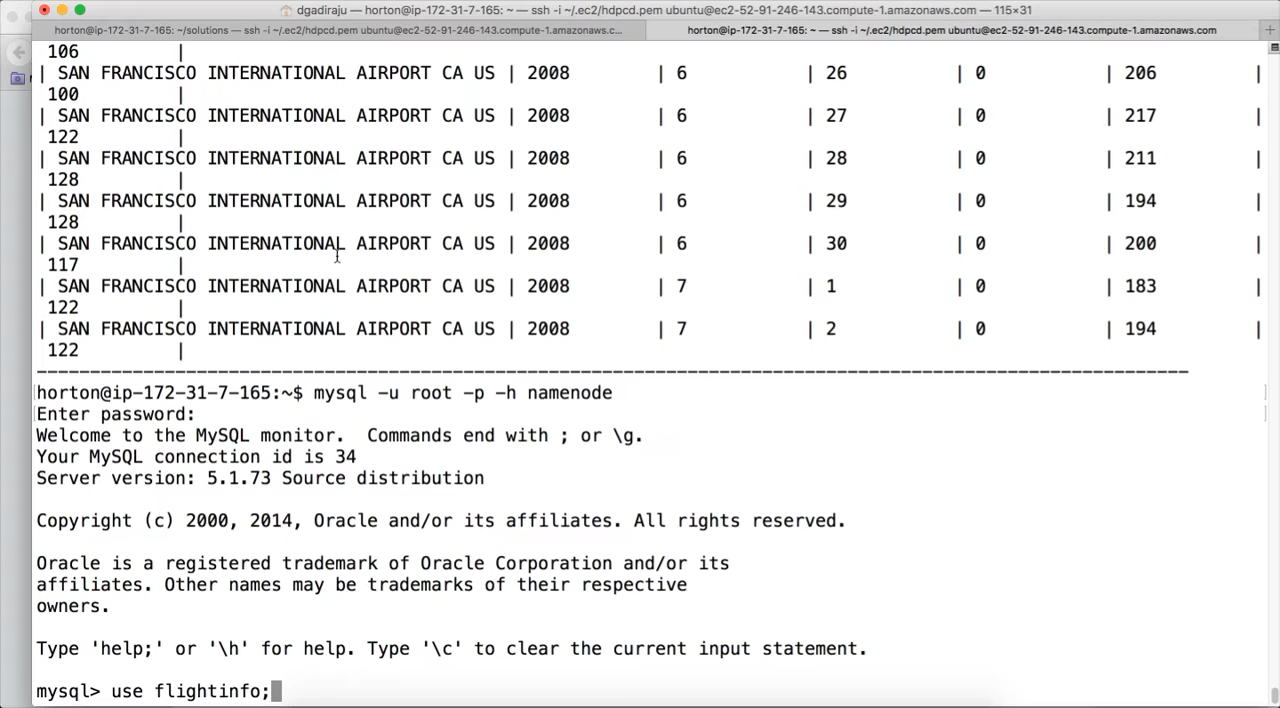 dgadiraju — horton@ip-172-31-7-165: ~ — ssh -i ~/.ec2/hdpcd.pem ubuntu@ec2-52-91-246-143.compute-1.amazonaws.com — 115×31
horton@ip-172-31-7-165: ~/solutions — ssh -i ~/.ec2/hdpcd.pem ubuntu@ec2-52-91-246-143.compute-1.amazonaws.c... horton@ip-172-31-7-165: ~ — ssh -i ~/.ec2/hdpcd.pem ubuntu@ec2-52-91-246-143.compute-1.amazonaws.com +
106 |
| SAN FRANCISCO INTERNATIONAL AIRPORT CA US | 2008 | 6 | 26 | 0 | 206 |
100 |
| SAN FRANCISCO INTERNATIONAL AIRPORT CA US | 2008 | 6 | 27 | 0 | 217 |
122 |
| SAN FRANCISCO INTERNATIONAL AIRPORT CA US | 2008 | 6 | 28 | 0 | 211 |
128 |
| SAN FRANCISCO INTERNATIONAL AIRPORT CA US | 2008 | 6 | 29 | 0 | 194 |
128 |
| SAN FRANCISCO INTERNATIONAL AIRPORT CA US | 2008 | 6 | 30 | 0 | 200 |
117 |
| SAN FRANCISCO INTERNATIONAL AIRPORT CA US | 2008 | 7 | 1 | 0 | 183 |
122 |
| SAN FRANCISCO INTERNATIONAL AIRPORT CA US | 2008 | 7 | 2 | 0 | 194 |
122 |
------------------------------------------------------------------------------------------------------------
horton@ip-172-31-7-165:~$ mysql -u root -p -h namenode
Enter password:
Welcome to the MySQL monitor.  Commands end with ; or \g.
Your MySQL connection id is 34
Server version: 5.1.73 Source distribution
Copyright (c) 2000, 2014, Oracle and/or its affiliates. All rights reserved.
Oracle is a registered trademark of Oracle Corporation and/or its
affiliates. Other names may be trademarks of their respective
owners.
Type 'help;' or '\h' for help. Type '\c' to clear the current input statement.
mysql> use flightinfo;